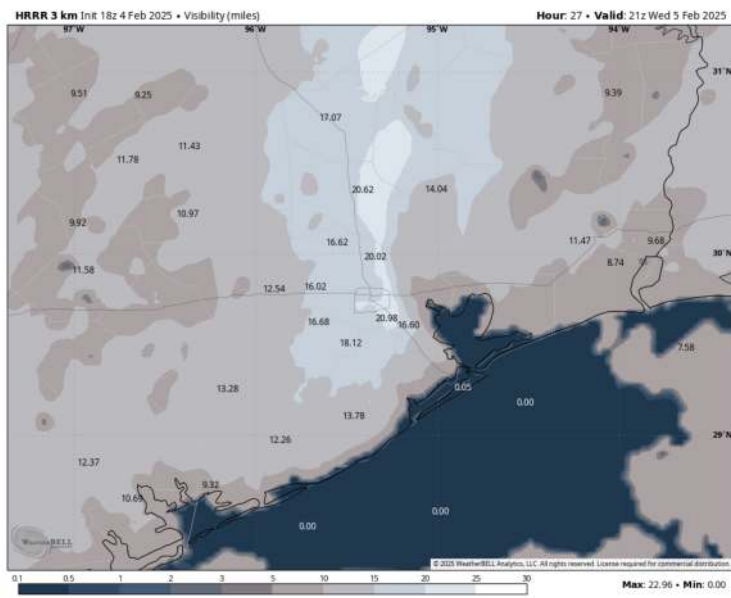 HRRR 3 km Init 18z 4 Feb 2025 • Visibility (miles)
Hour: 27 • Valid: 21z Wed 5 Feb 2025
97°W 96°W 95°W 94°W
31°N
9.51 9.25 9.39
17.07
11.43
11.78
20.62 14.04
10.97
9.92
16.62 11.47 9.68
30°N
20.02
8.74
11.58
12.54 16.02
16.68 20.98 16.60
18.12
7.58
13.28 0.05
0.00
13.78
12.26
29°N
12.37
9.32
10.69
0.00
0.00
WEATHERBELL
© 2025 WeatherBELL Analytics, LLC. All rights reserved. License required for commercial distribution.
0.1 0.5 1 2 3 5 10 15 20 25 30
Max: 22.96 • Min: 0.00